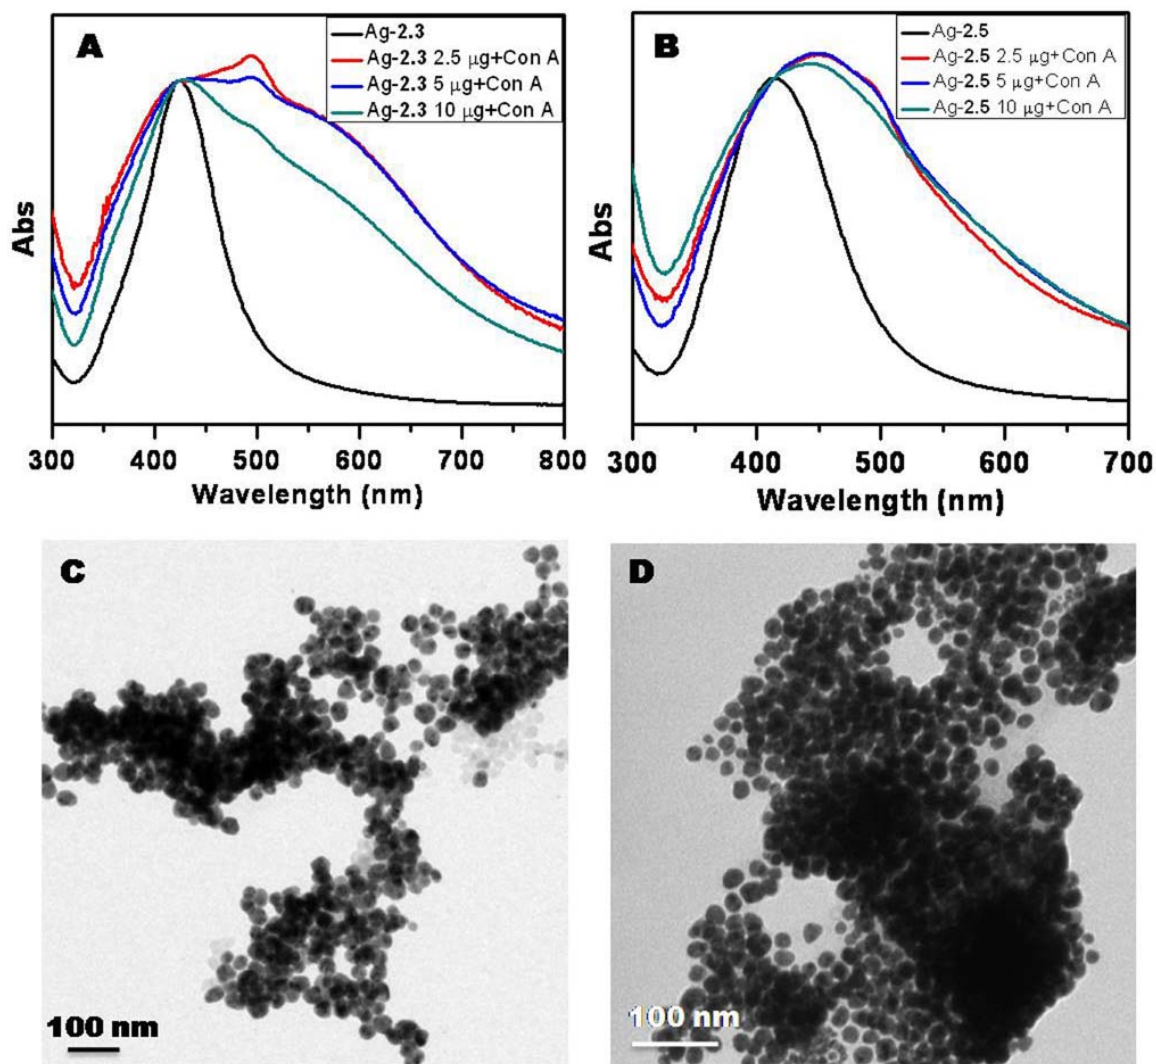 A
Ag-2.3
Ag-2.3 2.5 μg+Con A
Ag-2.3 5 μg+Con A
Ag-2.3 10 μg+Con A
Abs
300 400 500 600 700 800
Wavelength (nm)
B
Ag-2.5
Ag-2.5 2.5 μg+Con A
Ag-2.5 5 μg+Con A
Ag-2.5 10 μg+Con A
Abs
300 400 500 600 700
Wavelength (nm)
C
100 nm
D
100 nm